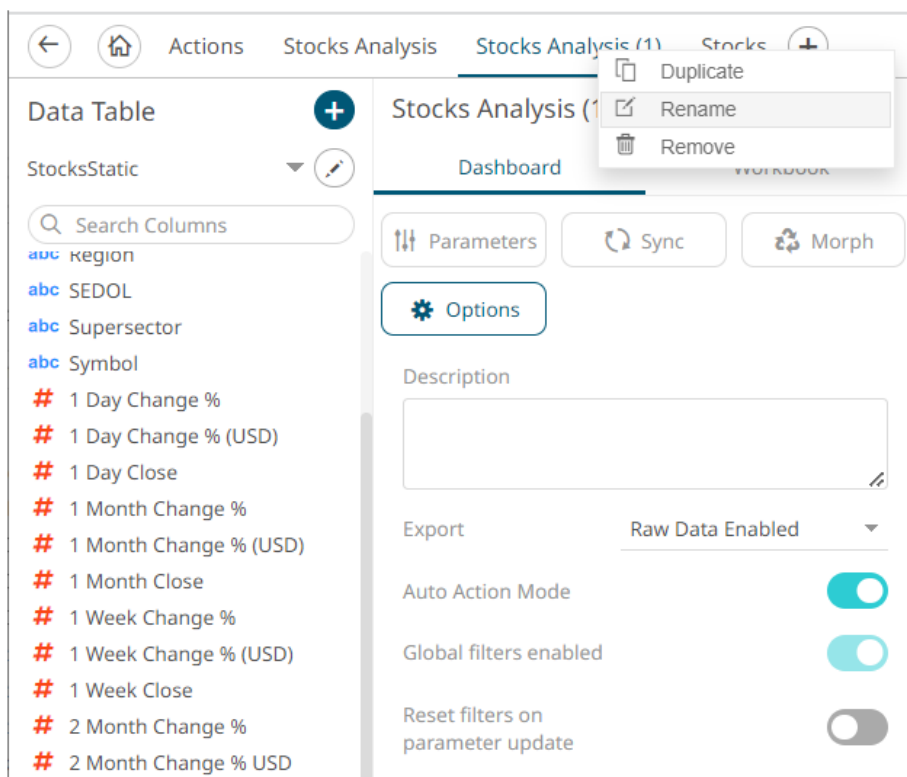 Actions Stocks Analysis Stocks Analysis (1) Stocks
Duplicate
Rename
Remove
Data Table
StocksStatic
Search Columns
abc Region
abc SEDOL
abc Supersector
abc Symbol
# 1 Day Change %
# 1 Day Change % (USD)
# 1 Day Close
# 1 Month Change %
# 1 Month Change % (USD)
# 1 Month Close
# 1 Week Change %
# 1 Week Change % (USD)
# 1 Week Close
# 2 Month Change %
# 2 Month Change % USD
Stocks Analysis (1
Dashboard Workbook
Parameters Sync Morph
Options
Description
Export Raw Data Enabled
Auto Action Mode
Global filters enabled
Reset filters on
parameter update